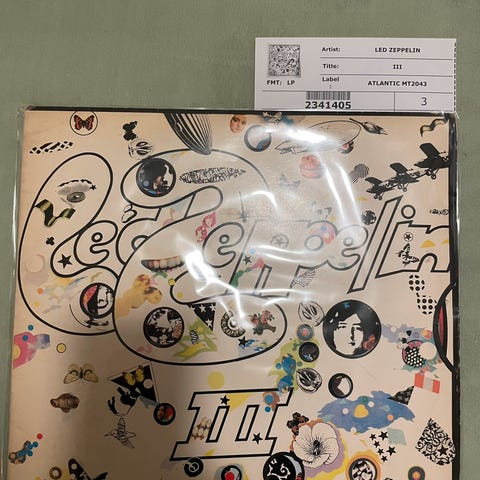 Artist: LED ZEPPELIN
Title: III
FMT: LP Label : ATLANTIC MT2043
2341405 3
Led Zeppelin
III